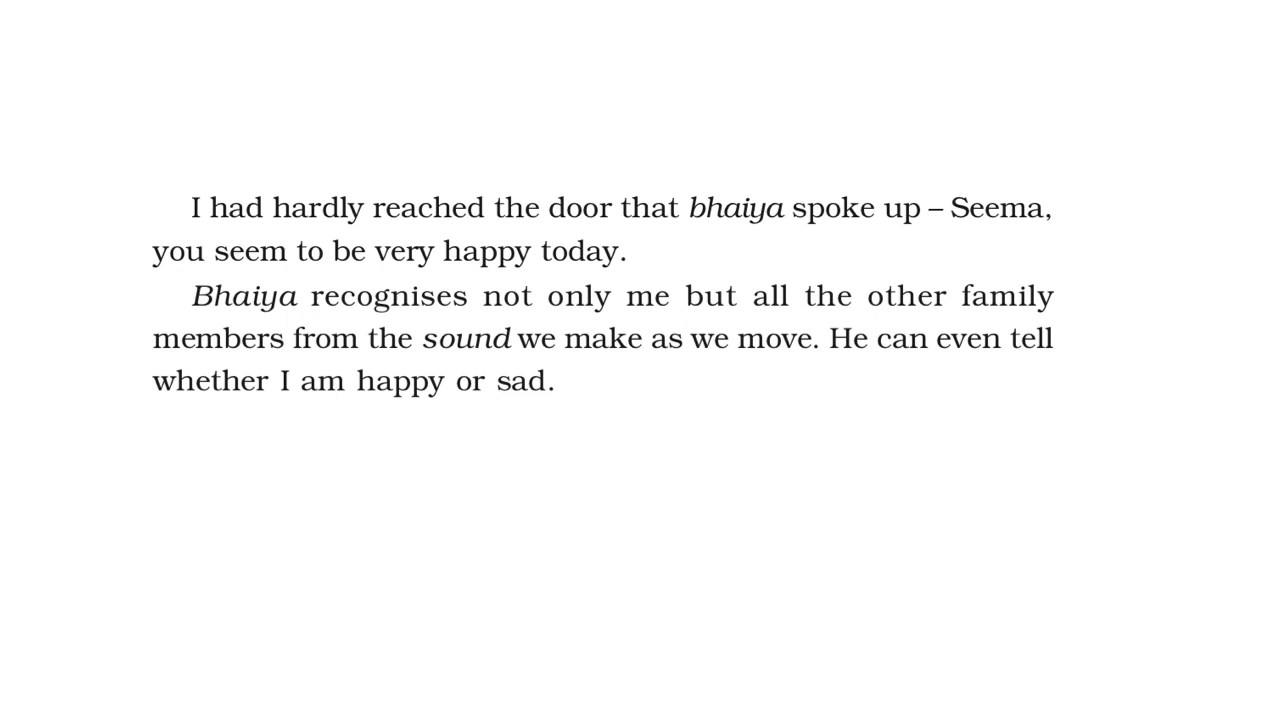 I had hardly reached the door that bhaiya spoke up – Seema,
you seem to be very happy today.
Bhaiya recognises not only me but all the other family
members from the sound we make as we move. He can even tell
whether I am happy or sad.